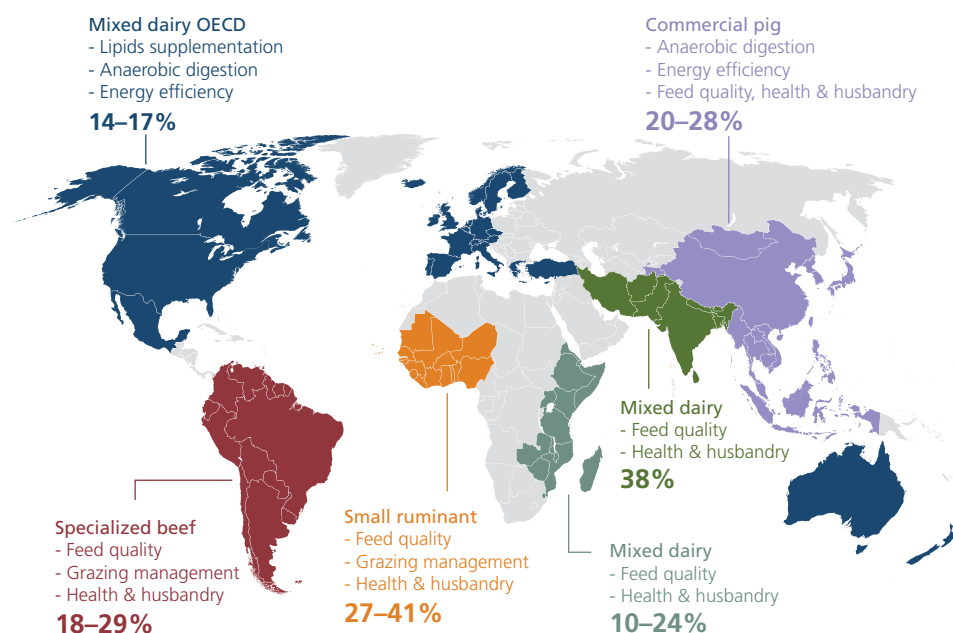 Mixed dairy OECD
- Lipids supplementation
- Anaerobic digestion
- Energy efficiency
14–17%
Commercial pig
- Anaerobic digestion
- Energy efficiency
- Feed quality, health & husbandry
20–28%
Mixed dairy
- Feed quality
- Health & husbandry
38%
Specialized beef
- Feed quality
- Grazing management
- Health & husbandry
18–29%
Small ruminant
- Feed quality
- Grazing management
- Health & husbandry
27–41%
Mixed dairy
- Feed quality
- Health & husbandry
10–24%